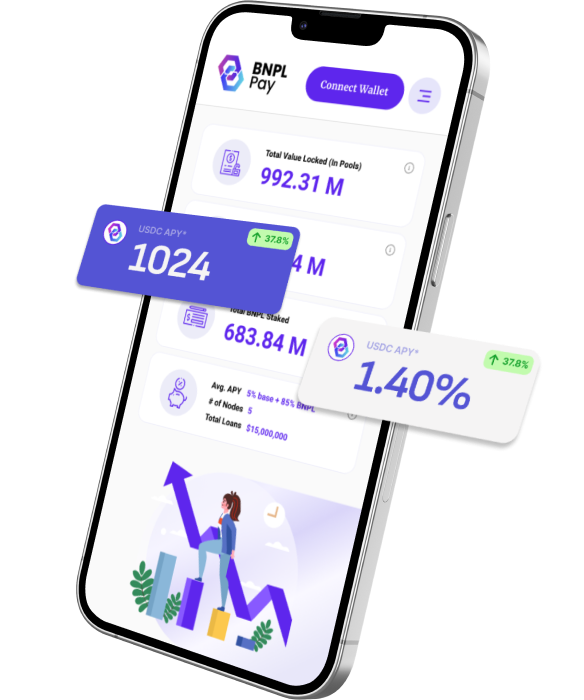 BNPL
Pay
Connect Wallet
Total Value Locked (In Pools)
992.31 M
USDC APY*
37.8%
1024
4 M
Total BNPL Staked
683.84 M
USDC APY*
37.8%
1.40%
Avg. APY 5% base + 85% BNPL
# of Nodes 5
Total Loans $15,000,000